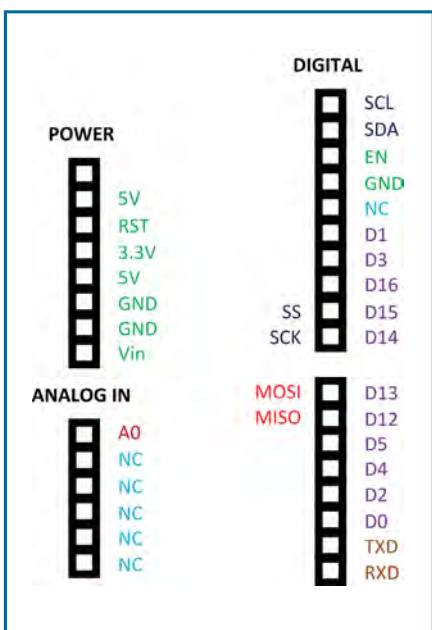 POWER
5V
RST
3.3V
5V
GND
GND
Vin
ANALOG IN
A0
NC
NC
NC
NC
NC
DIGITAL
SCL
SDA
EN
GND
NC
D1
D3
D16
SS D15
SCK D14
MOSI D13
MISO D12
D5
D4
D2
D0
TXD
RXD